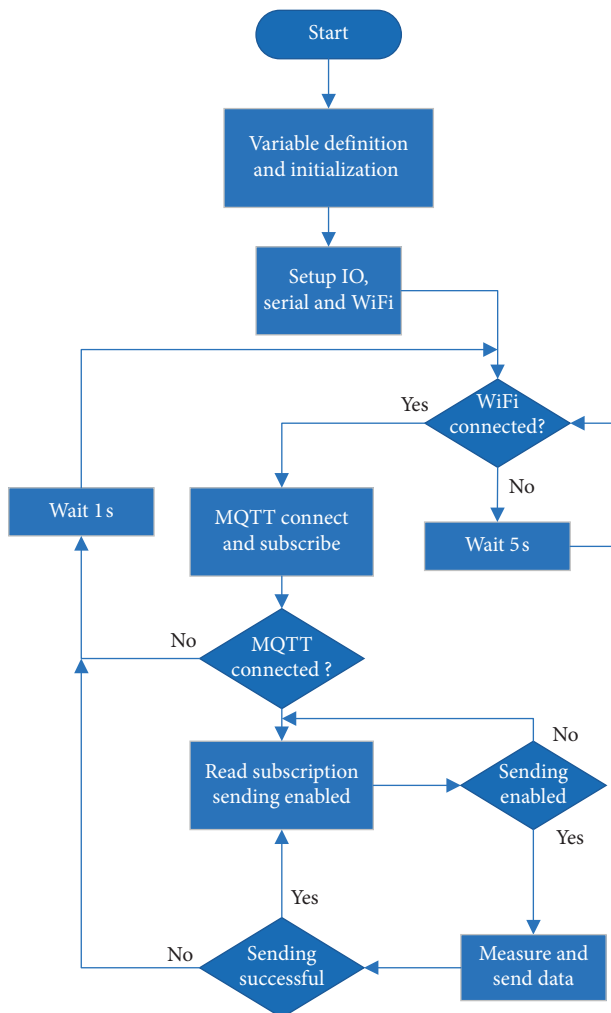 Start
Variable definition
and initialization
Setup IO,
serial and WiFi
Yes
WiFi
connected?
No
Wait 1 s
MQTT connect
and subscribe
Wait 5 s
No
MQTT
connected ?
No
Read subscription
sending enabled
Sending
enabled
Yes
Yes
No
Sending
successful
Measure and
send data